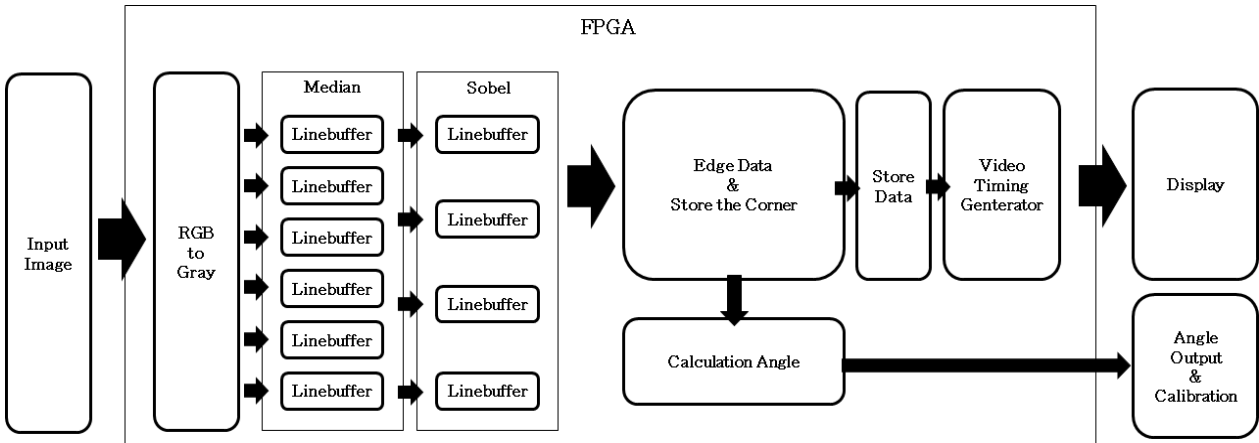 FPGA
Input
Image
RGB
to
Gray
Median
Linebuffer
Linebuffer
Linebuffer
Linebuffer
Linebuffer
Linebuffer
Sobel
Linebuffer
Linebuffer
Linebuffer
Linebuffer
Edge Data
&
Store the Corner
Store
Data
Video
Timing
Genterator
Display
Calculation Angle
Angle
Output
&
Calibration